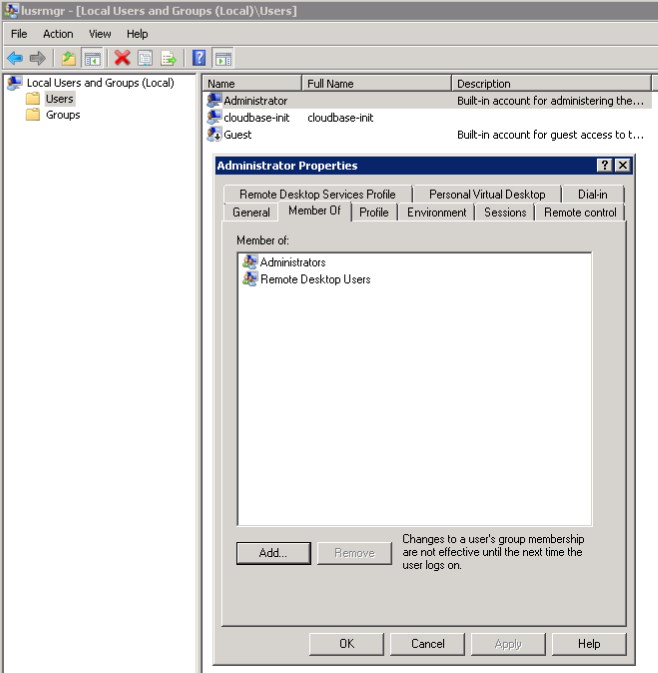 lusrmgr - [Local Users and Groups (Local)\Users]
File Action View Help
Local Users and Groups (Local)
Users
Groups
Name Full Name Description
Administrator Built-in account for administering the...
cloudbase-init cloudbase-init
Guest Built-in account for guest access to t...
Administrator Properties
Remote Desktop Services Profile Personal Virtual Desktop Dial-in
General Member Of Profile Environment Sessions Remote control
Member of:
Administrators
Remote Desktop Users
Add... Remove
Changes to a user's group membership
are not effective until the next time the
user logs on.
OK Cancel Apply Help